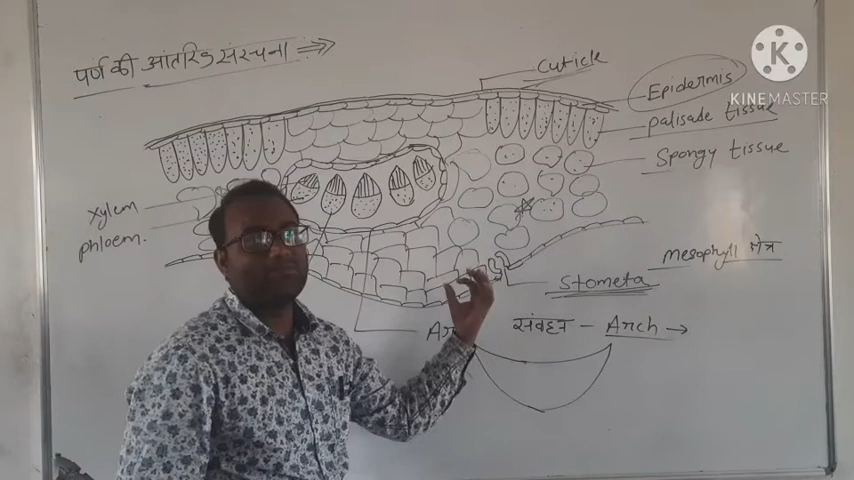 पर्ण की आंतरिक संरचना ⇒
Cuticle
Epidermis
palisade tissue
Spongy tissue
xylem
phloem.
mesophyll क्षेत्र
Stometa
संवहन - Arch →
K
KINEMASTER